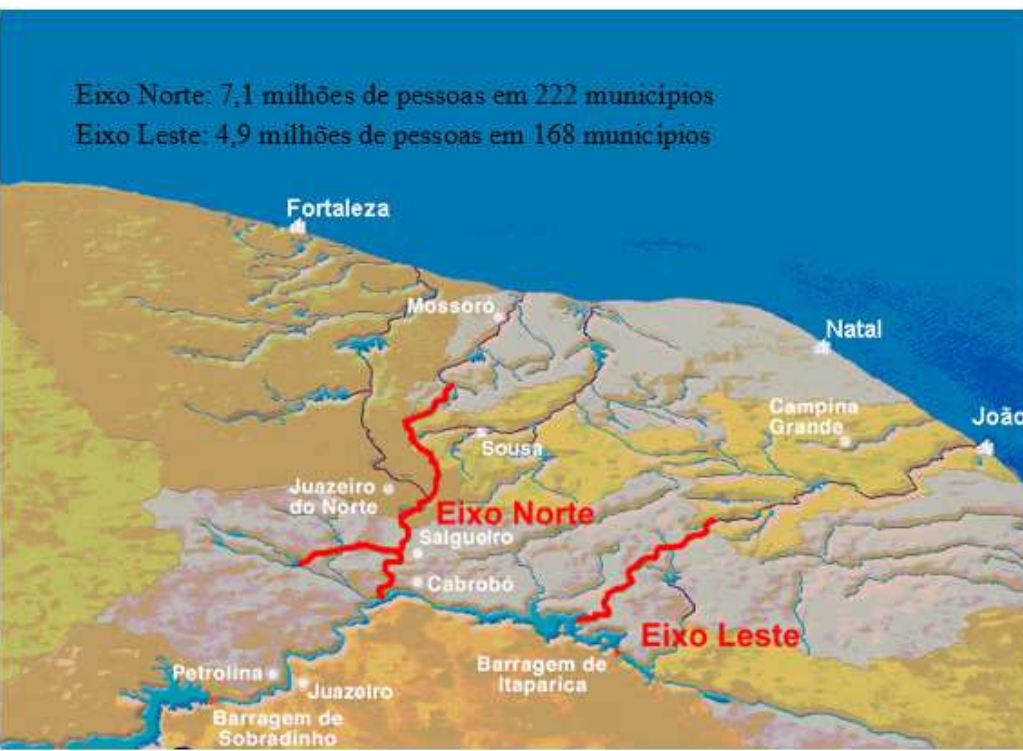 Eixo Norte: 7,1 milhões de pessoas em 222 municípios
Eixo Leste: 4,9 milhões de pessoas em 168 municípios
Fortaleza
Mossoró
Natal
Campina
Grande
João
Sousa
Juazeiro
do Norte
Eixo Norte
Salgueiro
Cabrobó
Eixo Leste
Barragem de
Itaparica
Petrolina
Juazeiro
Barragem de
Sobradinho